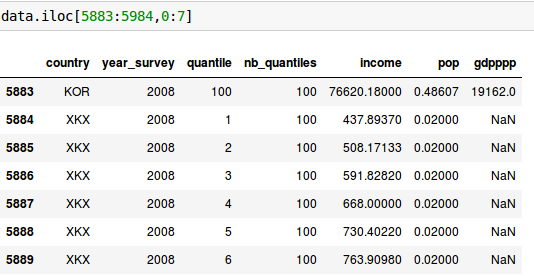 data.iloc[5883:5984,0:7]
country year_survey quantile nb_quantiles income pop gdpppp
5883 KOR 2008 100 100 76620.18000 0.48607 19162.0
5884 XKX 2008 1 100 437.89370 0.02000 NaN
5885 XKX 2008 2 100 508.17133 0.02000 NaN
5886 XKX 2008 3 100 591.82820 0.02000 NaN
5887 XKX 2008 4 100 668.00000 0.02000 NaN
5888 XKX 2008 5 100 730.40220 0.02000 NaN
5889 XKX 2008 6 100 763.90980 0.02000 NaN